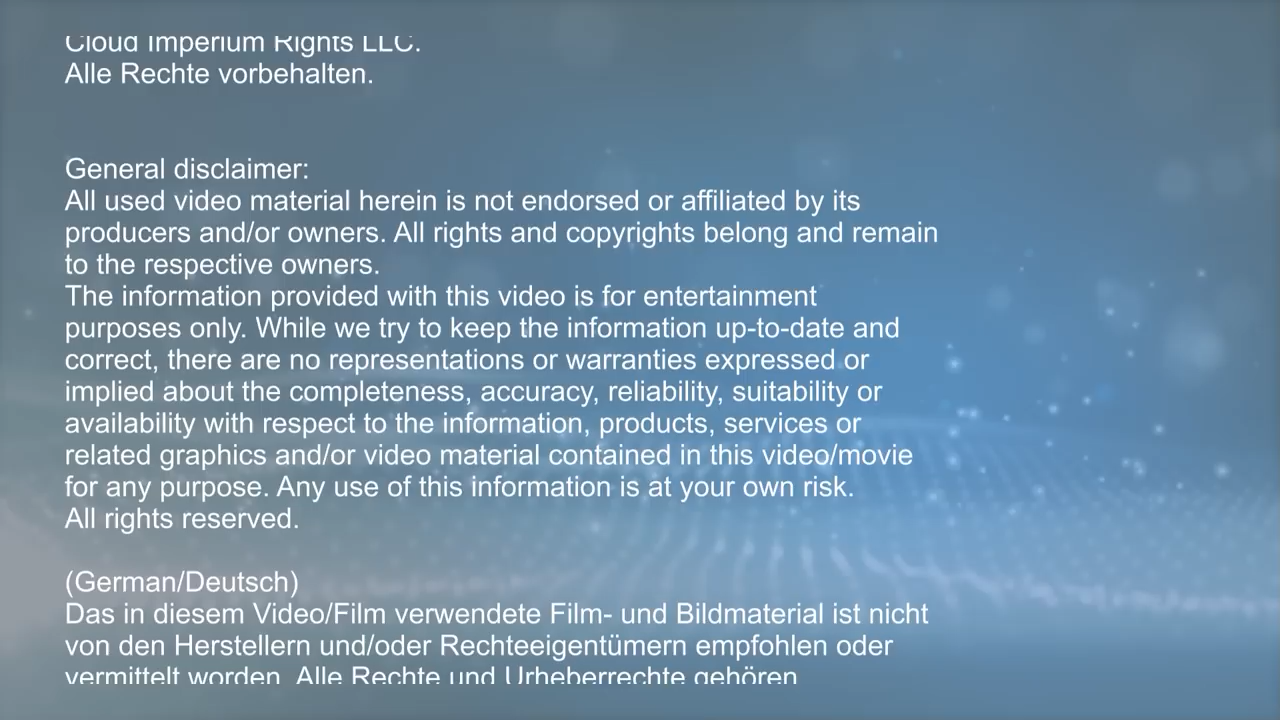 Cloud Imperium Rights LLC.
Alle Rechte vorbehalten.
General disclaimer:
All used video material herein is not endorsed or affiliated by its
producers and/or owners. All rights and copyrights belong and remain
to the respective owners.
The information provided with this video is for entertainment
purposes only. While we try to keep the information up-to-date and
correct, there are no representations or warranties expressed or
implied about the completeness, accuracy, reliability, suitability or
availability with respect to the information, products, services or
related graphics and/or video material contained in this video/movie
for any purpose. Any use of this information is at your own risk.
All rights reserved.
(German/Deutsch)
Das in diesem Video/Film verwendete Film- und Bildmaterial ist nicht
von den Herstellern und/oder Rechteeigentümern empfohlen oder
vermittelt worden. Alle Rechte und Urheberrechte gehören